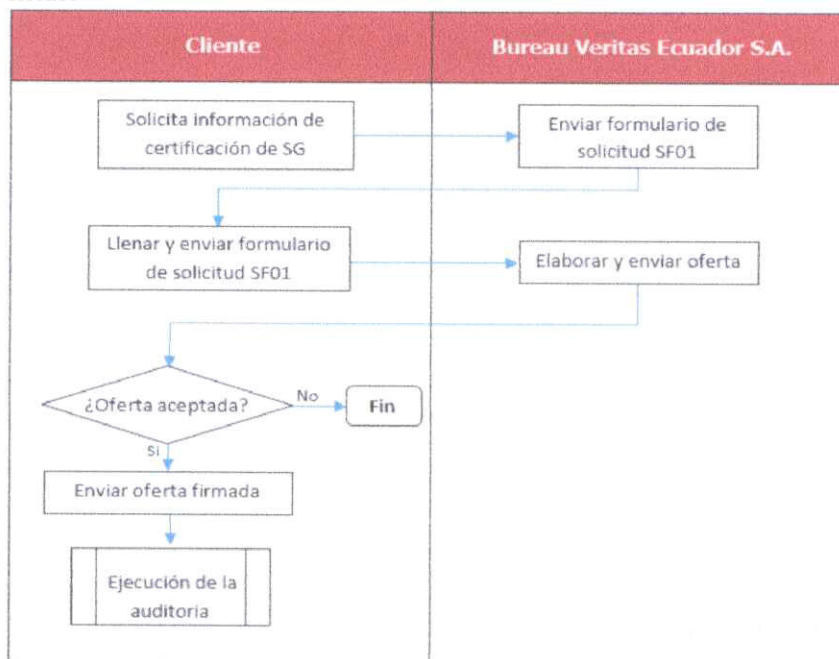 Cliente
Bureau Veritas Ecuador S.A.
Solicita información de
certificación de SG
Enviar formulario de
solicitud SF01
Llenar y enviar formulario
de solicitud SF01
Elaborar y enviar oferta
¿Oferta aceptada?
No
Fin
Si
Enviar oferta firmada
Ejecución de la
auditoria